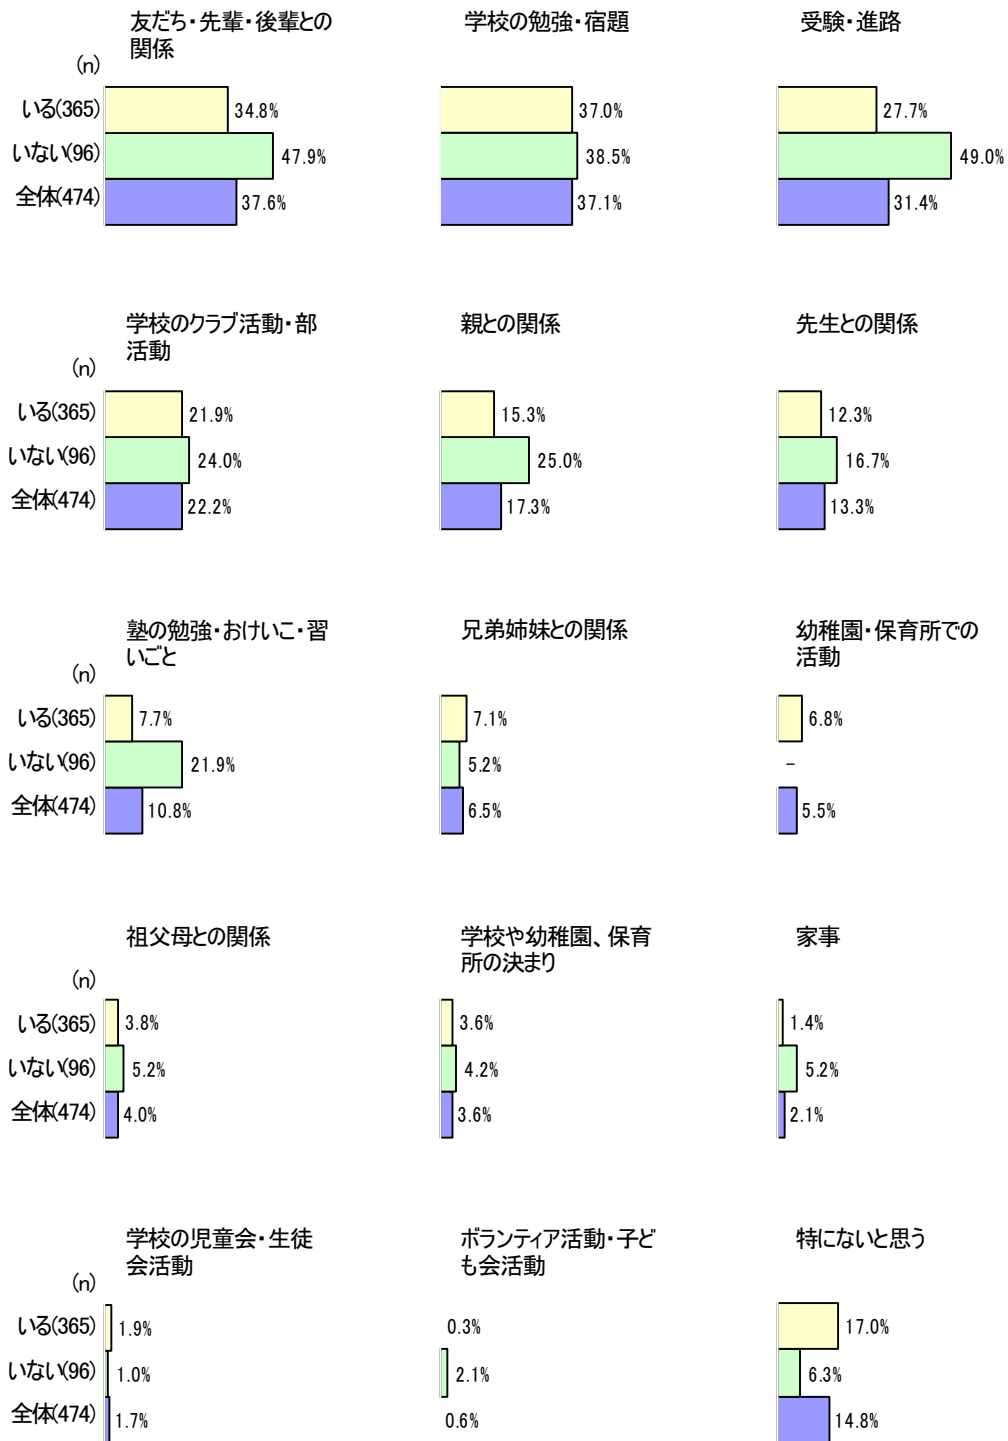 友だち・先輩・後輩との
関係
学校の勉強・宿題
受験・進路
(n)
いる(365)
34.8%
37.0%
27.7%
いない(96)
47.9%
38.5%
49.0%
全体(474)
37.6%
37.1%
31.4%
学校のクラブ活動・部
活動
親との関係
先生との関係
(n)
いる(365)
21.9%
15.3%
12.3%
いない(96)
24.0%
25.0%
16.7%
全体(474)
22.2%
17.3%
13.3%
塾の勉強・おけいこ・習
いごと
兄弟姉妹との関係
幼稚園・保育所での
活動
(n)
いる(365)
7.7%
7.1%
6.8%
いない(96)
21.9%
5.2%
-
全体(474)
10.8%
6.5%
5.5%
祖父母との関係
学校や幼稚園、保育
所の決まり
家事
(n)
いる(365)
3.8%
3.6%
1.4%
いない(96)
5.2%
4.2%
5.2%
全体(474)
4.0%
3.6%
2.1%
学校の児童会・生徒
会活動
ボランティア活動・子ど
も会活動
特にないと思う
(n)
いる(365)
1.9%
0.3%
17.0%
いない(96)
1.0%
2.1%
6.3%
全体(474)
1.7%
0.6%
14.8%